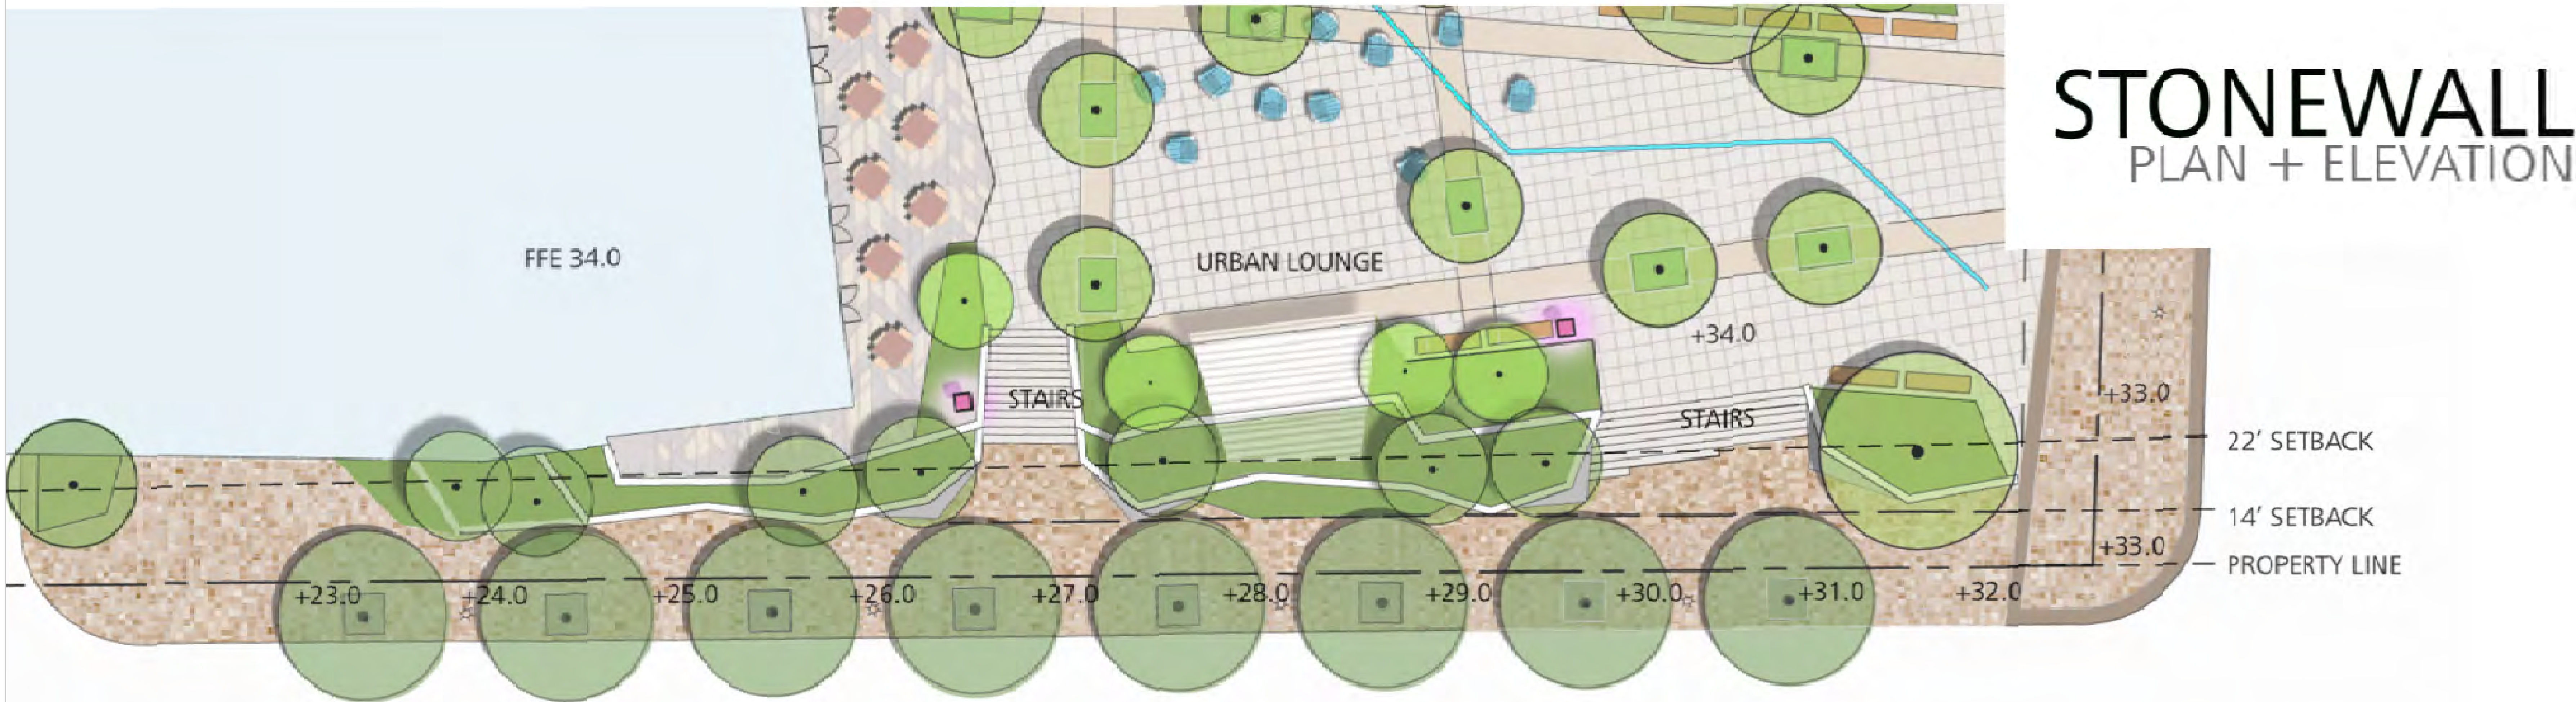 STONEWALL
PLAN + ELEVATION
FFE 34.0
URBAN LOUNGE
+34.0
STAIRS
STAIRS
+33.0
22' SETBACK
14' SETBACK
+33.0
PROPERTY LINE
+23.0
+24.0
+25.0
+26.0
+27.0
+28.0
+29.0
+30.0
+31.0
+32.0